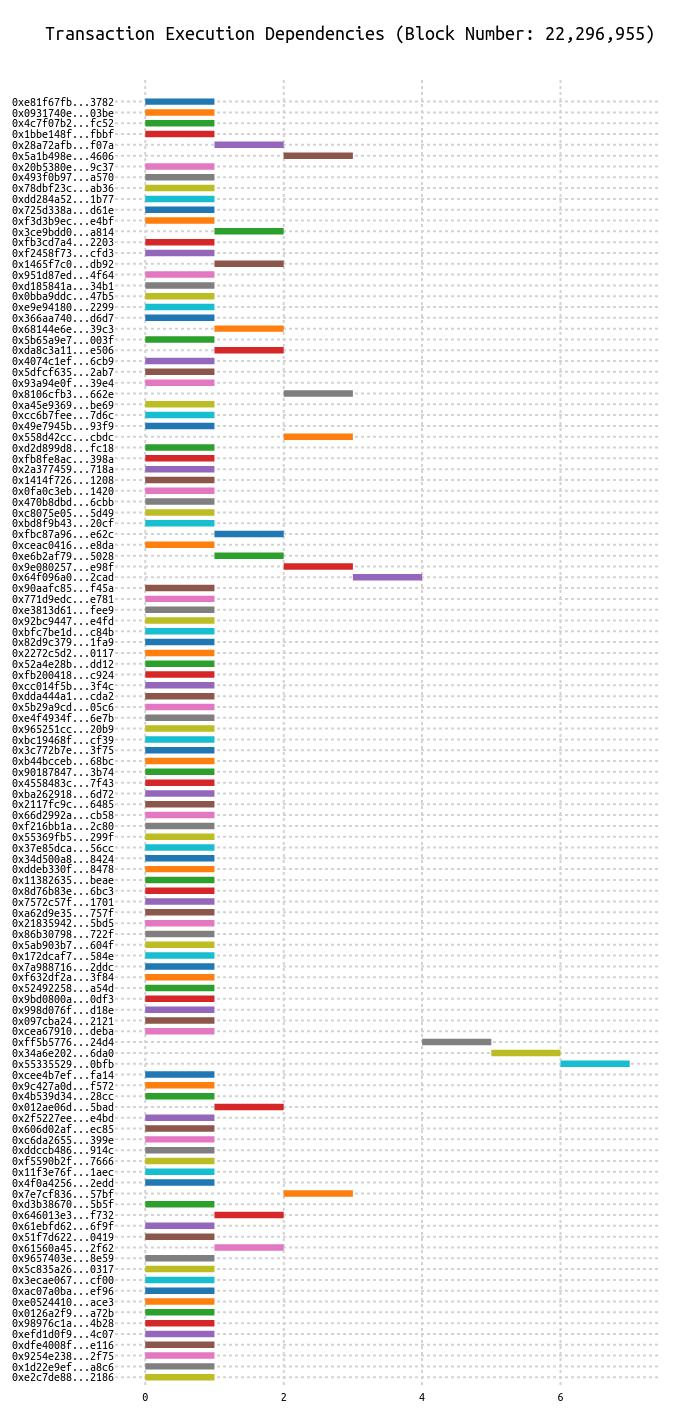 Transaction Execution Dependencies (Block Number: 22,296,955)
0xe81f67fb...3782
0x0931740e...03be
0x4c7f07b2...fc52
0x1bbe148f...fbbf
0x28a72afb...f07a
0x5a1b498e...4606
0x20b5380e...9c37
0x493f0b97...a570
0x78dbf23c...ab36
0xdd284a52...1b77
0x725d338a...d61e
0xf3d3b9ec...e4bf
0x3ce9bdd0...a814
0xfb3cd7a4...2203
0xf2458f73...cfd3
0x1465f7c0...db92
0x951d87ed...4f64
0xd185841a...34b1
0x0bba9ddc...47b5
0xe9e94180...2299
0x366aa740...d6d7
0x68144e6e...39c3
0x5b65a9e7...003f
0xda8c3a11...e506
0x4074c1ef...6cb9
0x5dfcf635...2ab7
0x93a94e0f...39e4
0x8106cfb3...662e
0xa45e9369...be69
0xcc6b7fee...7d6c
0x49e7945b...93f9
0x558d42cc...cbdc
0xd2d899d8...fc18
0xfb8fe8ac...398a
0x2a377459...718a
0x1414f726...1208
0x0fa0c3eb...1420
0x470b8dbd...6cbb
0xc8075e05...5d49
0xbd8f9b43...20cf
0xfbc87a96...e62c
0xceac0416...e8da
0xe6b2af79...5028
0x9e080257...e98f
0x64f096a0...2cad
0x90aafc85...f45a
0x771d9edc...e781
0xe3813d61...fee9
0x92bc9447...e4fd
0xbfc7be1d...c84b
0x82d9c379...1fa9
0x2272c5d2...0117
0x52a4e28b...dd12
0xfb200418...c924
0xcc014f5b...3f4c
0xdda444a1...cda2
0x5b29a9cd...05c6
0xe4f4934f...6e7b
0x965251cc...20b9
0xbc19468f...cf39
0x3c772b7e...3f75
0xb44bcceb...68bc
0x90187847...3b74
0x4558483c...7f43
0xba262918...6d72
0x2117fc9c...6485
0x66d2992a...cb58
0xf216bb1a...2c80
0x55369fb5...299f
0x37e85dca...56cc
0x34d500a8...8424
0xddeb330f...8478
0x11382635...beae
0x8d76b83e...6bc3
0x7572c57f...1701
0xa62d9e35...757f
0x21835942...5bd5
0x86b30798...722f
0x5ab903b7...604f
0x172dcaf7...584e
0x7a988716...2ddc
0xf632df2a...3f84
0x52492258...a54d
0x9bd0800a...0df3
0x998d076f...d18e
0x097cba24...2121
0xcea67910...deba
0xff5b5776...24d4
0x34a6e202...6da0
0x55335529...0bfb
0xcee4b7ef...fa14
0x9c427a0d...f572
0x4b539d34...28cc
0x012ae06d...5bad
0x2f5227ee...e4bd
0x606d02af...ec85
0xc6da2655...399e
0xddccb486...914c
0xf5590b2f...7666
0x11f3e76f...1aec
0x4f0a4256...2edd
0x7e7cf836...57bf
0xd3b38670...5b5f
0x646013e3...f732
0x61ebfd62...6f9f
0x51f7d622...0419
0x61560a45...2f62
0x9657403e...8e59
0x5c835a26...0317
0x3ecae067...cf00
0xac07a0ba...ef96
0xe0524410...ace3
0x0126a2f9...a72b
0x98976c1a...4b28
0xefd1d0f9...4c07
0xdfe4008f...e116
0x9254e238...2f75
0x1d22e9ef...a8c6
0xe2c7de88...2186
0 2 4 6